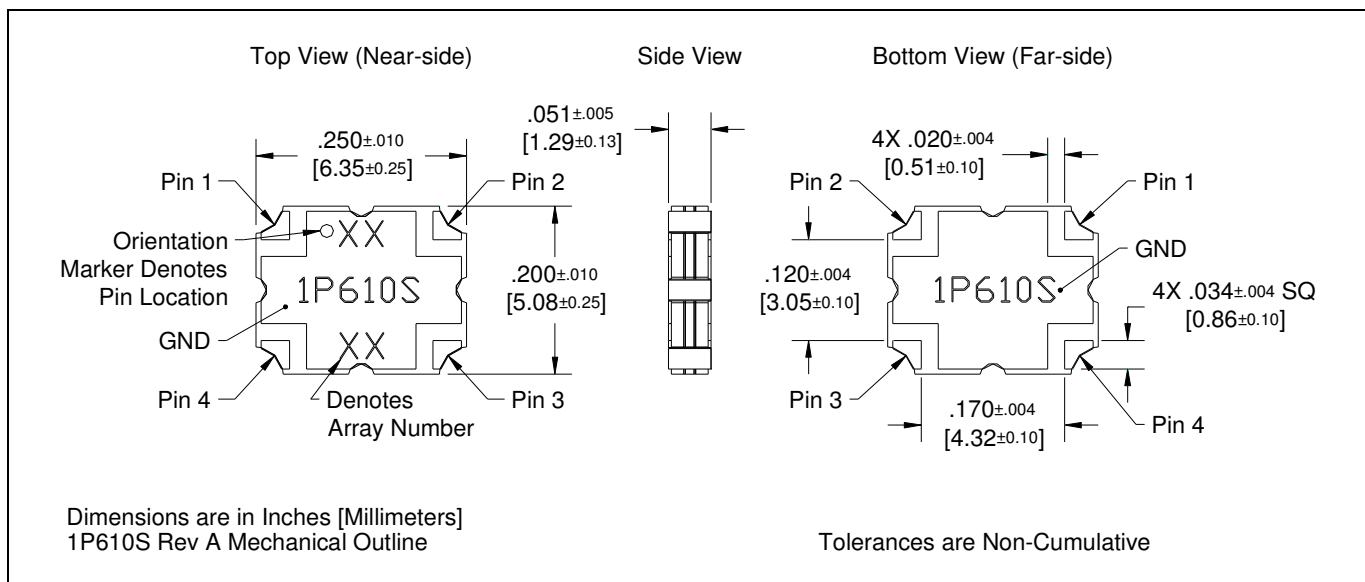 Top View (Near-side)
Side View
Bottom View (Far-side)
.250±.010
[6.35±0.25]
.051±.005
[1.29±0.13]
4X .020±.004
[0.51±0.10]
Pin 1
Pin 2
Pin 2
Pin 1
Orientation
Marker Denotes
Pin Location
XX
1P610S
XX
GND
.200±.010
[5.08±0.25]
.120±.004
[3.05±0.10]
1P610S
GND
4X .034±.004 SQ
[0.86±0.10]
Pin 4
Denotes
Array Number
Pin 3
Pin 3
.170±.004
[4.32±0.10]
Pin 4
Dimensions are in Inches [Millimeters]
1P610S Rev A Mechanical Outline
Tolerances are Non-Cumulative